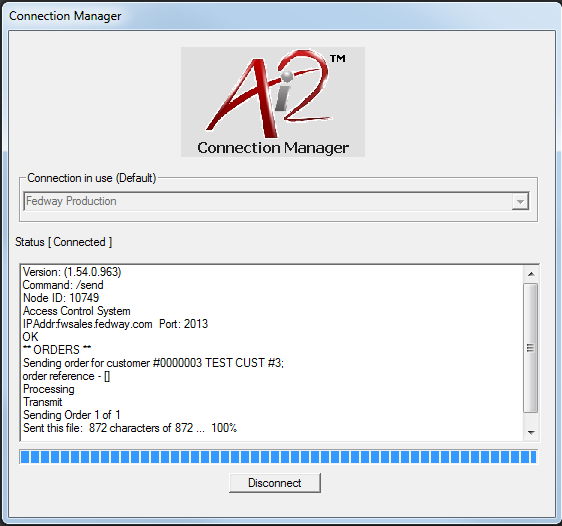 Connection Manager
Ai2™
Connection Manager
Connection in use (Default)
Fedway Production
Status [ Connected ]
Version: (1.54.0.963)
Command: /send
Node ID: 10749
Access Control System
IPAddr:fwsales.fedway.com  Port: 2013
OK
** ORDERS **
Sending order for customer #0000003 TEST CUST #3;
order reference - []
Processing
Transmit
Sending Order 1 of 1
Sent this file:  872 characters of 872 ...  100%
Disconnect